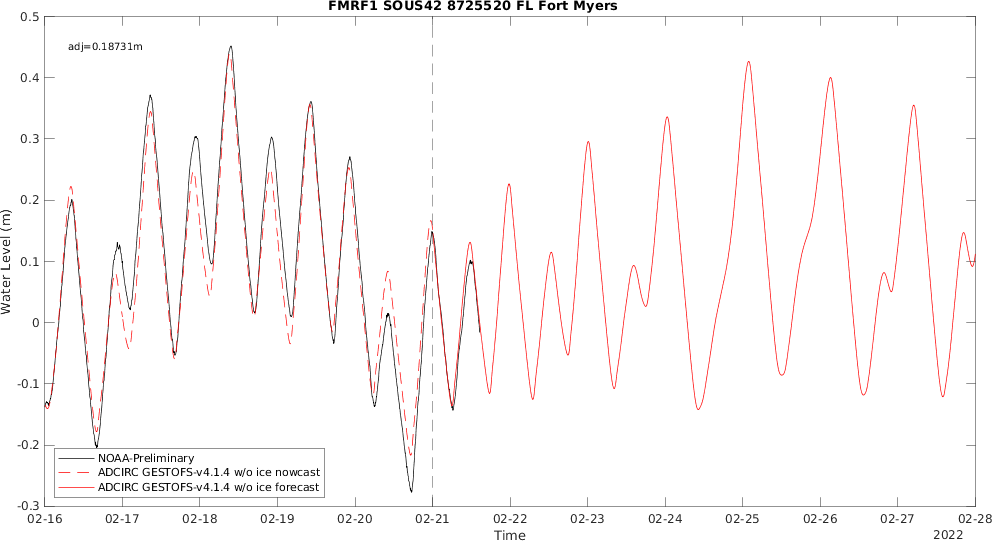 FMRF1 SOUS42 8725520 FL Fort Myers
adj=0.18731m
0.5
0.4
0.3
0.2
0.1
0
-0.1
-0.2
-0.3
Water Level (m)
NOAA-Preliminary
ADCIRC GESTOFS-v4.1.4 w/o ice nowcast
ADCIRC GESTOFS-v4.1.4 w/o ice forecast
02-16 02-17 02-18 02-19 02-20 02-21 02-22 02-23 02-24 02-25 02-26 02-27 02-28
Time
2022